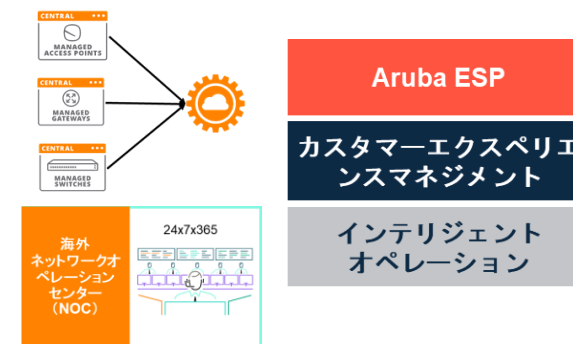 CENTRAL
MANAGED
ACCESS POINTS
CENTRAL
MANAGED
GATEWAYS
CENTRAL
MANAGED
SWITCHES
Aruba ESP
カスタマーエクスペリエ
ンスマネジメント
インテリジェント
オペレーション
海外
ネットワークオ
ペレーション
センター
（NOC）
24x7x365